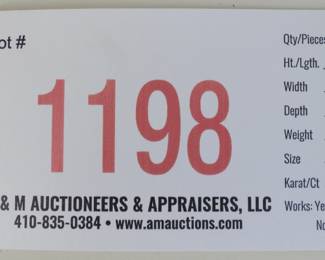 ot #
1198
& M AUCTIONEERS & APPRAISERS, LLC
410-835-0384 • www.amauctions.com
Qty/Pieces
Ht./Lgth.
Width
Depth
Weight
Size
Karat/Ct
Works: Ye
No